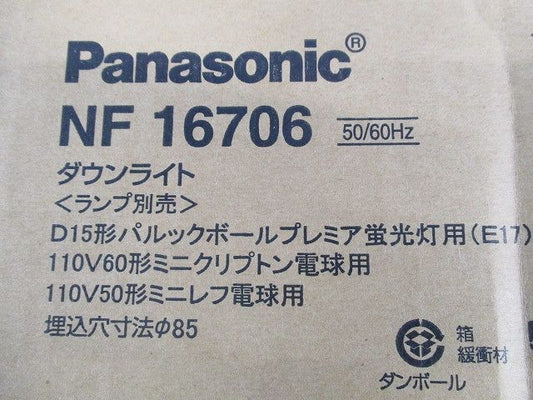 Panasonic®
NF 16706 50/60Hz
ダウンライト
<ランプ別売>
D15形パルックボールプレミア蛍光灯用(E17)
110V60形ミニクリプトン電球用
110V50形ミニレフ電球用
埋込穴寸法φ85
箱
緩衝材
ダンボール